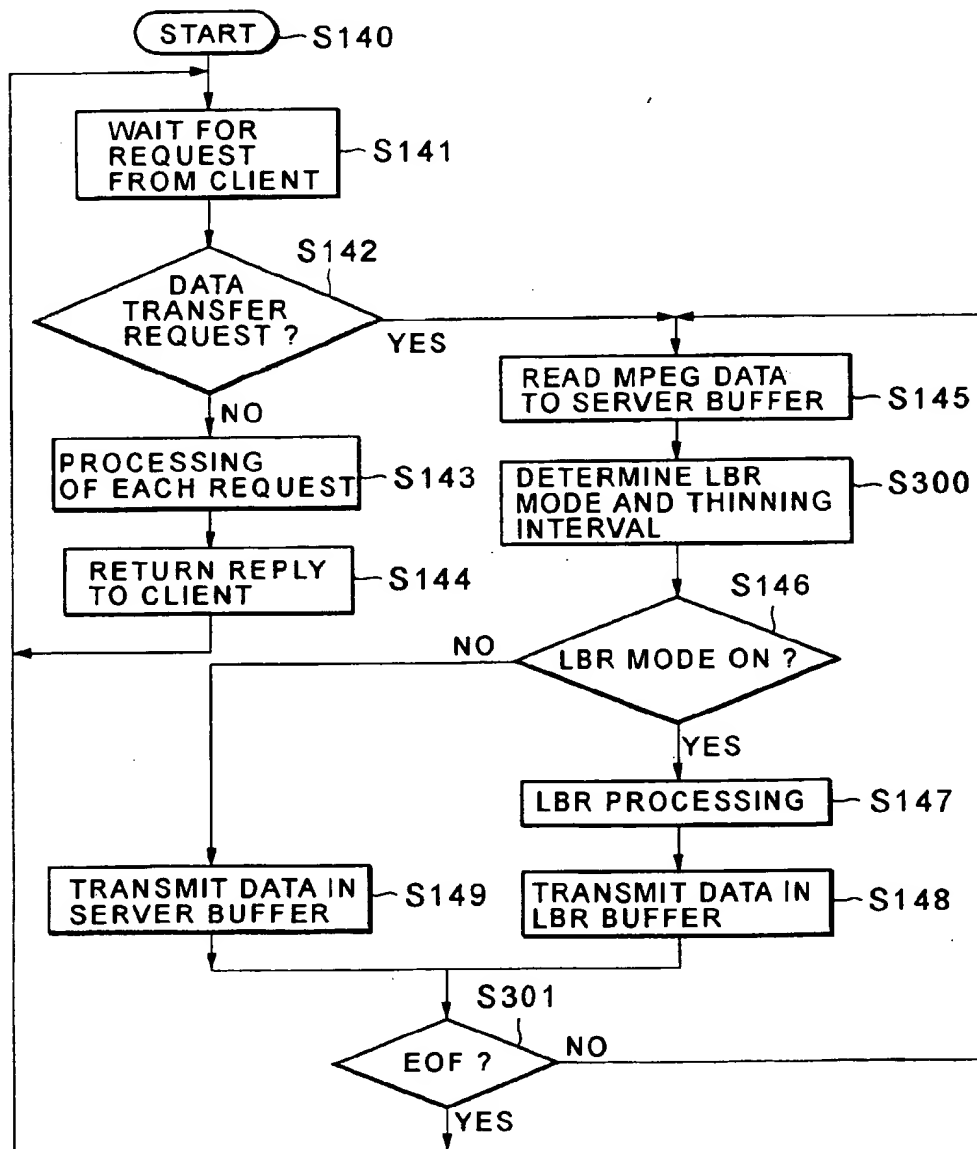 START
S140
WAIT FOR
REQUEST
FROM CLIENT
S141
S142
DATA
TRANSFER
REQUEST ?
YES
NO
READ MPEG DATA
TO SERVER BUFFER
S145
PROCESSING
OF EACH REQUEST
S143
DETERMINE LBR
MODE AND THINNING
INTERVAL
S300
RETURN REPLY
TO CLIENT
S144
S146
NO
LBR MODE ON ?
YES
LBR PROCESSING
S147
TRANSMIT DATA IN
SERVER BUFFER
S149
TRANSMIT DATA IN
LBR BUFFER
S148
S301
EOF ?
NO
YES